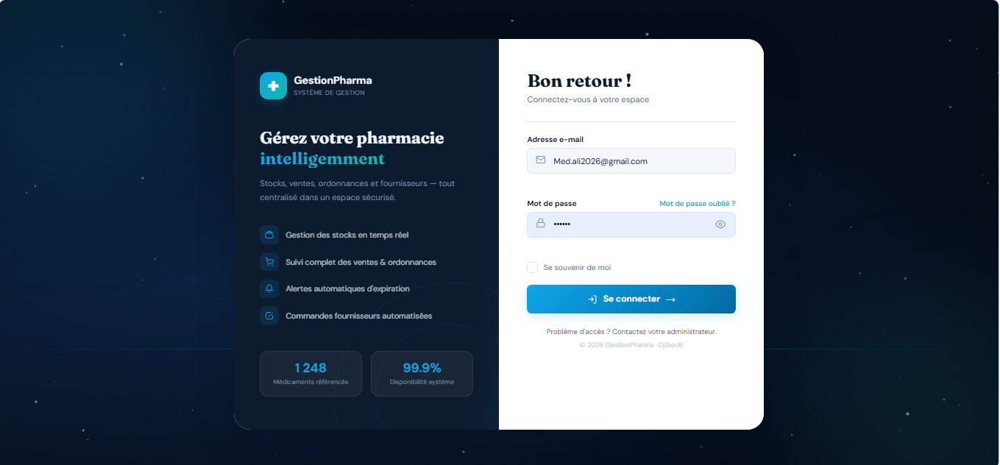 GestionPharma
SYSTÈME DE GESTION
Gérez votre pharmacie
intelligemment
Stocks, ventes, ordonnances et fournisseurs — tout
centralisé dans un espace sécurisé.
Gestion des stocks en temps réel
Suivi complet des ventes & ordonnances
Alertes automatiques d'expiration
Commandes fournisseurs automatisées
1 248
Médicaments référencés
99.9%
Disponibilité système
Bon retour !
Connectez-vous à votre espace
Adresse e-mail
Med.ali2026@gmail.com
Mot de passe
Mot de passe oublié ?
••••••
Se souvenir de moi
Se connecter →
Problème d'accès ? Contactez votre administrateur.
© 2026 GestionPharma · Djibouti